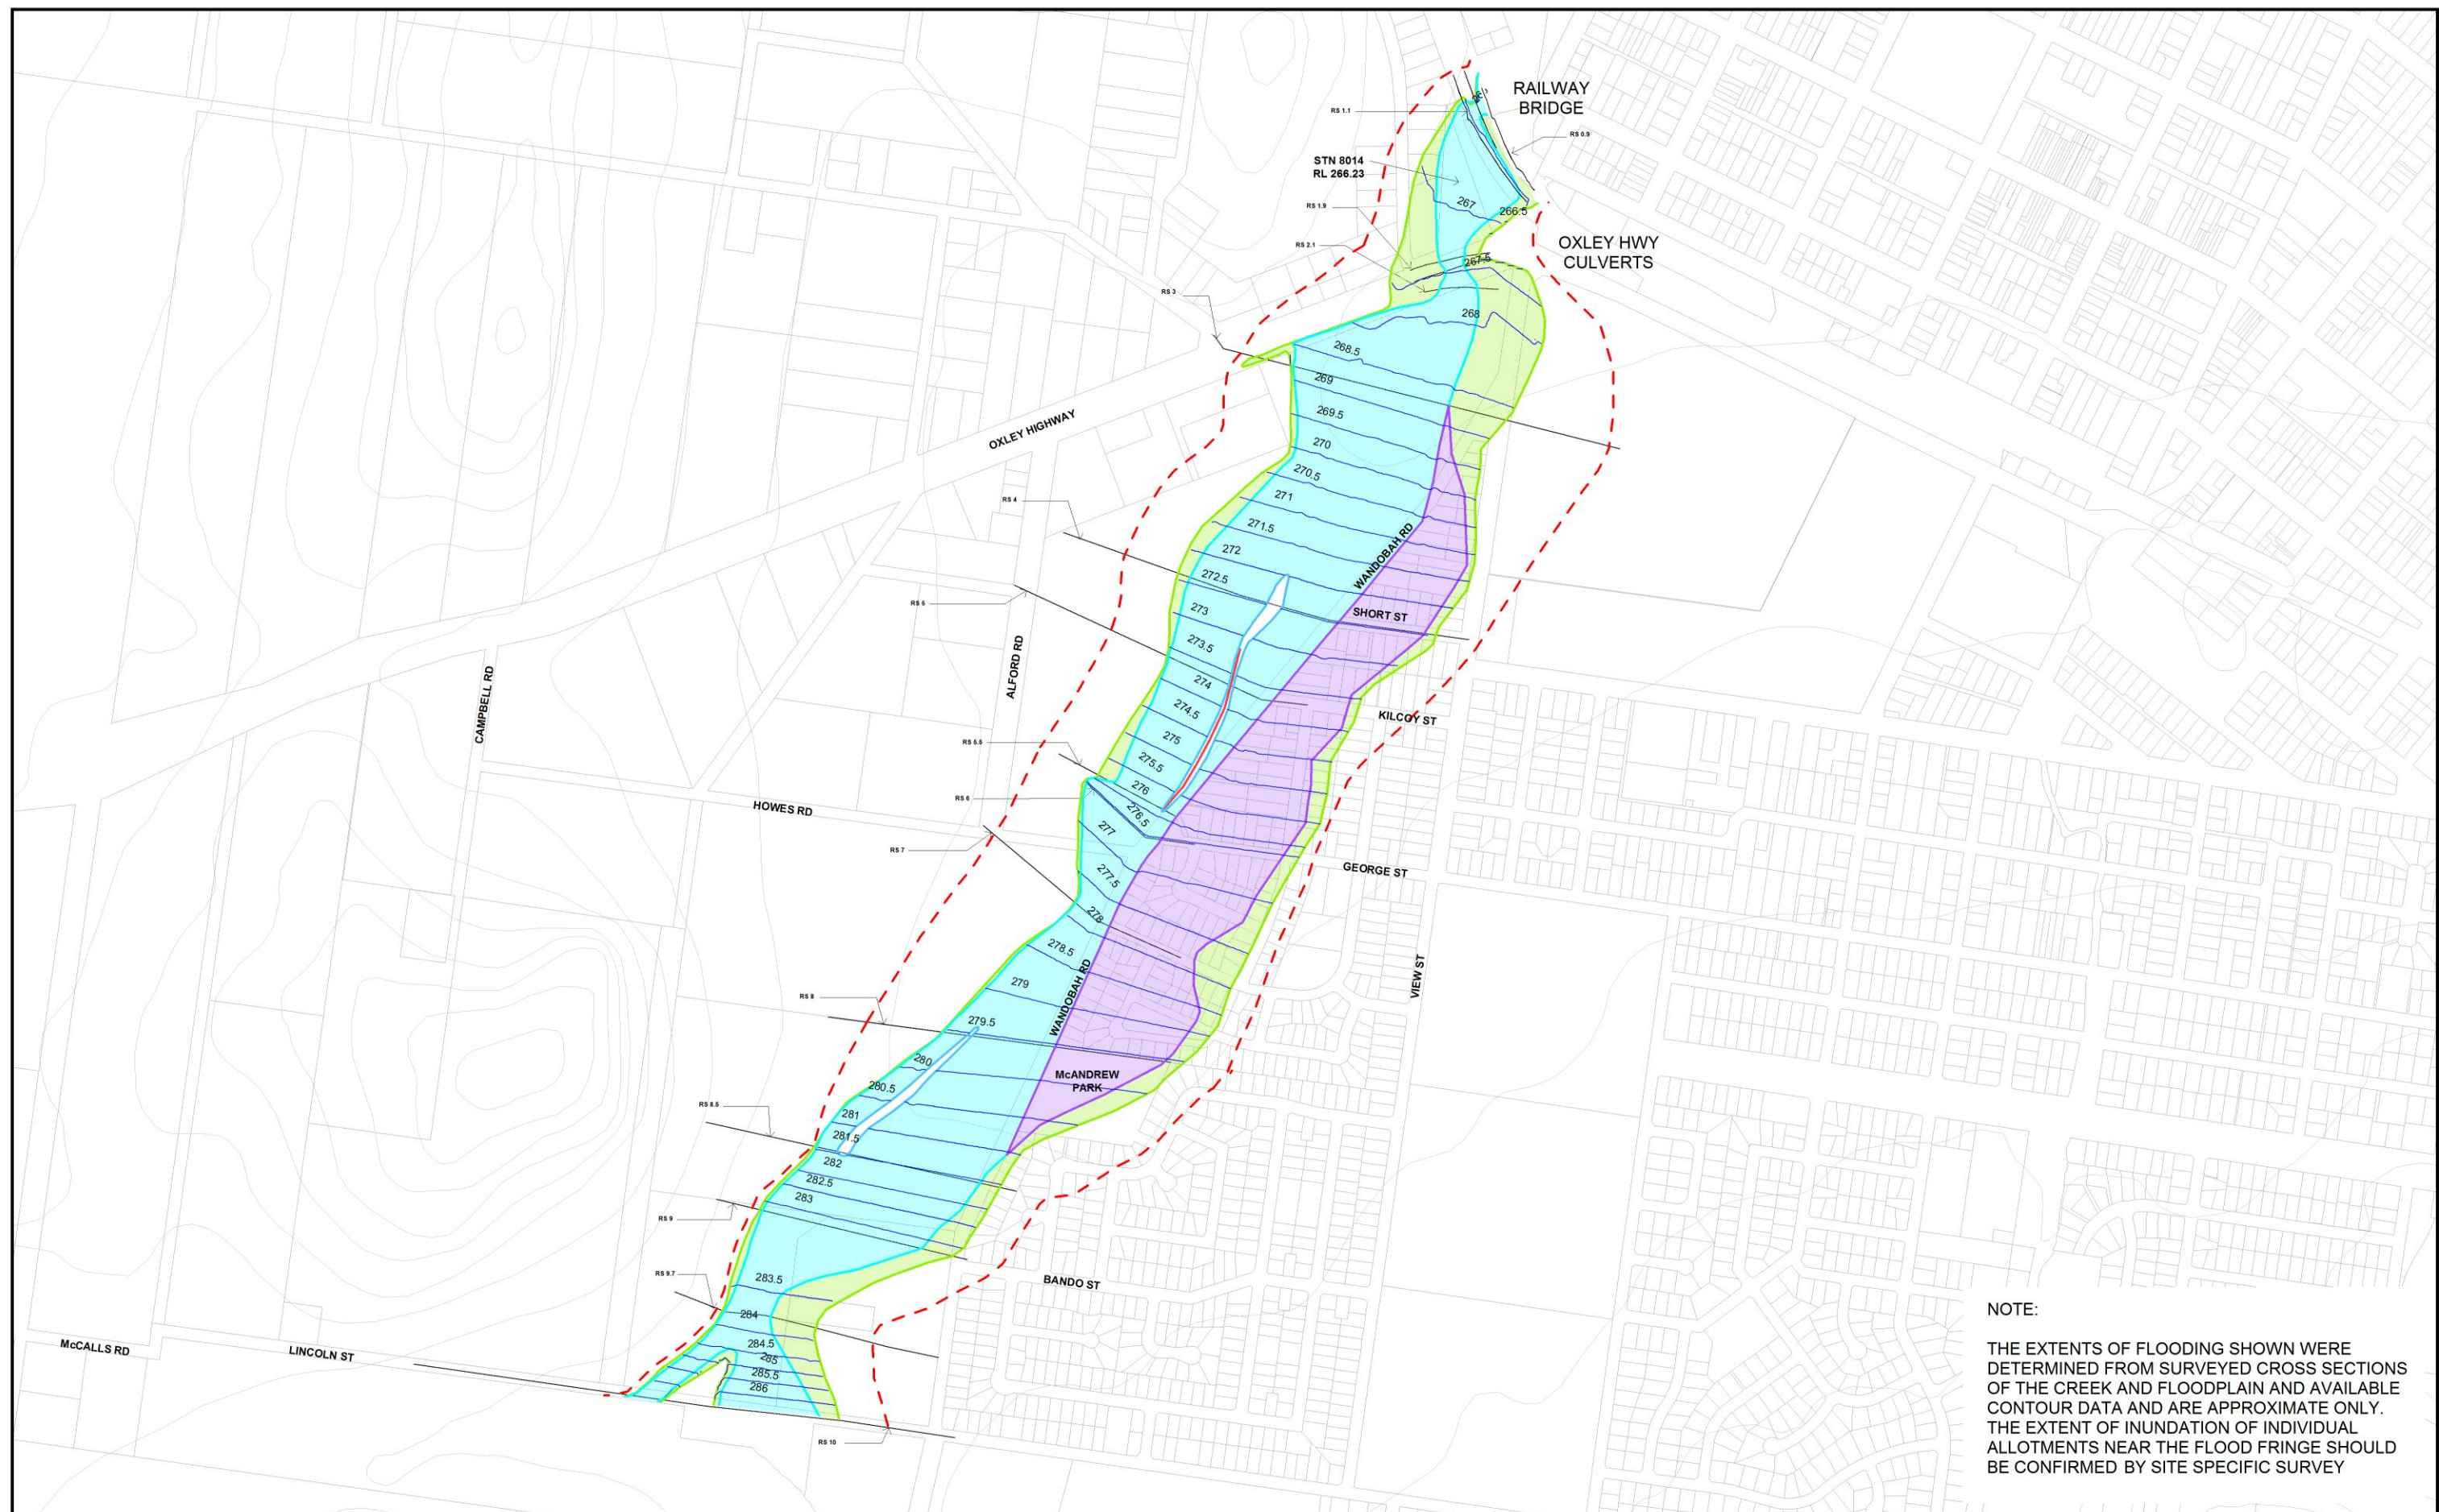 RAILWAY
BRIDGE
RS 1.1
RS 0.9
STN 8014
RL 266.23
RS 1.9
267
266.5
RS 2.1
OXLEY HWY
CULVERTS
267.5
RS 3
268
268.5
269
OXLEY HIGHWAY
269.5
270
270.5
RS 4
271
271.5
WANDOBAH RD
272
272.5
RS 5
273
SHORT ST
273.5
ALFORD RD
CAMPBELL RD
274
274.5
KILCOY ST
RS 5.5
275
275.5
276
RS 6
276.5
HOWES RD
277
RS 7
GEORGE ST
277.5
278
278.5
VIEW ST
279
WANDOBAH RD
RS 8
279.5
280
McANDREW
PARK
280.5
RS 8.5
281
281.5
282
282.5
283
RS 9
RS 9.7
283.5
BANDO ST
284
284.5
285
285.5
286
McCALLS RD
LINCOLN ST
RS 10
NOTE:
THE EXTENTS OF FLOODING SHOWN WERE
DETERMINED FROM SURVEYED CROSS SECTIONS
OF THE CREEK AND FLOODPLAIN AND AVAILABLE
CONTOUR DATA AND ARE APPROXIMATE ONLY.
THE EXTENT OF INUNDATION OF INDIVIDUAL
ALLOTMENTS NEAR THE FLOOD FRINGE SHOULD
BE CONFIRMED BY SITE SPECIFIC SURVEY